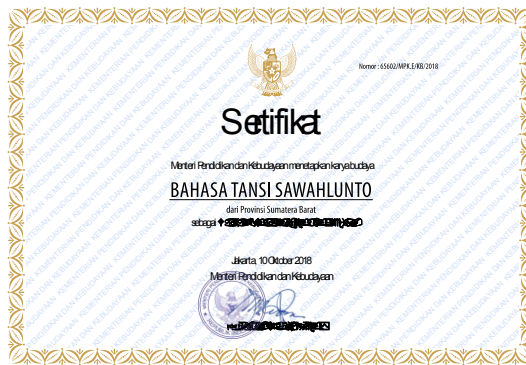 Nomor : 65602/MPK.E/KB/2018
Sertifikat
Menteri Pendidikan dan Kebudayaan menetapkan karya budaya
BAHASA TANSI SAWAHLUNTO
dari Provinsi Sumatera Barat
sebagai
Jakarta, 10 Oktober 2018
Menteri Pendidikan dan Kebudayaan